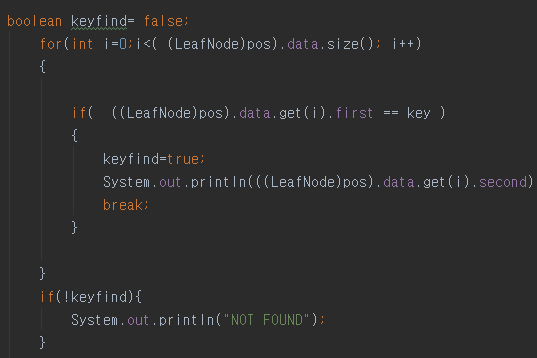 boolean keyfind= false;
for(int i=0;i<( (LeafNode)pos).data.size(); i++)
{
if(  ((LeafNode)pos).data.get(i).first == key )
{
keyfind=true;
System.out.println(((LeafNode)pos).data.get(i).second)
break;
}
}
if(!keyfind){
System.out.println("NOT FOUND");
}